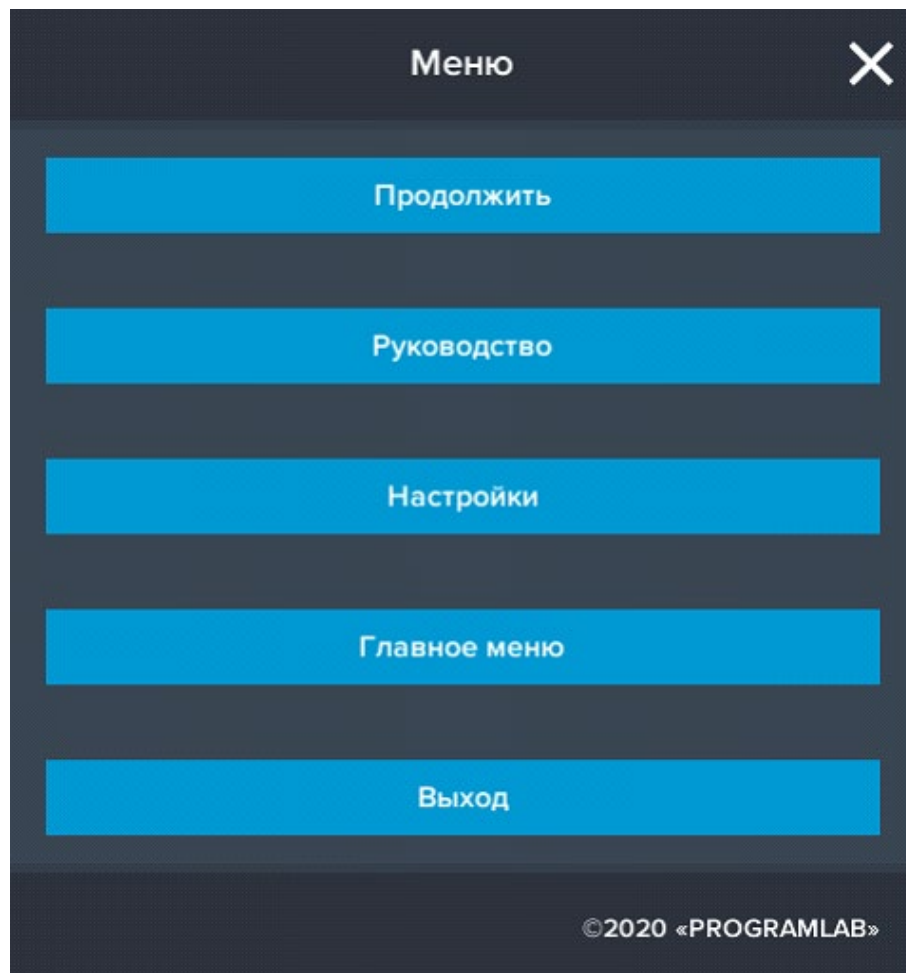 Меню
Продолжить
Руководство
Настройки
Главное меню
Выход
©2020 «PROGRAMLAB»